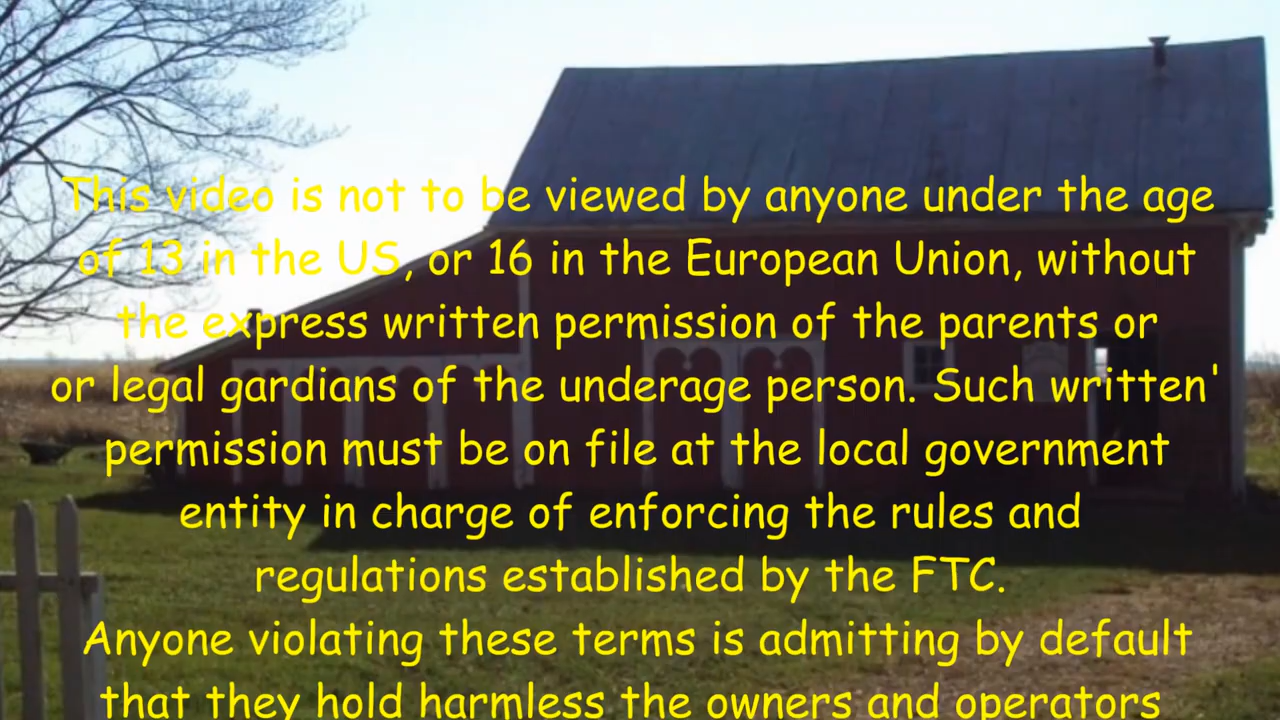 This video is not to be viewed by anyone under the age
of 13 in the US, or 16 in the European Union, without
the express written permission of the parents or
or legal gardians of the underage person. Such written'
permission must be on file at the local government
entity in charge of enforcing the rules and
regulations established by the FTC.
Anyone violating these terms is admitting by default
that they hold harmless the owners and operators